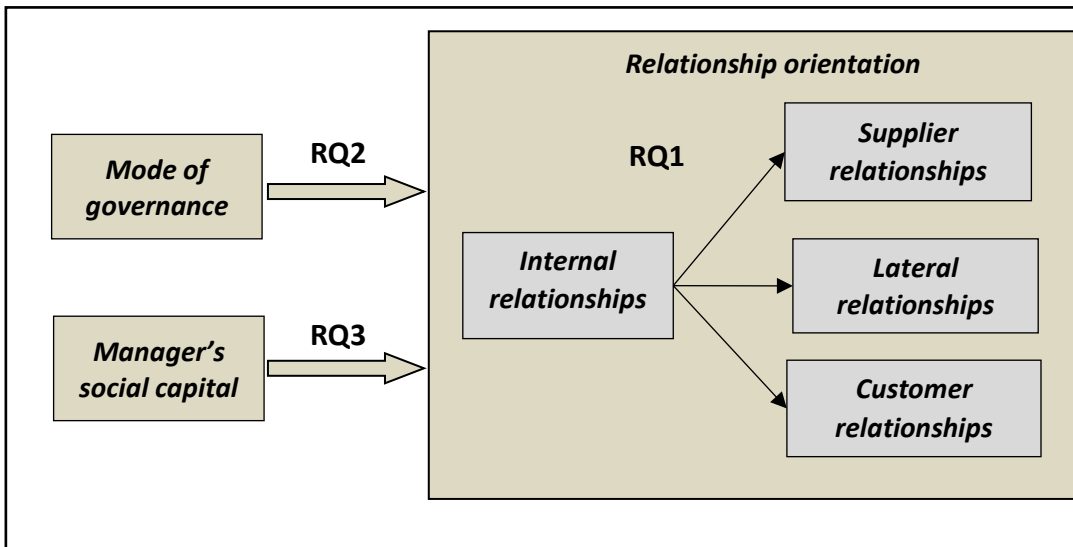 Relationship orientation
Mode of
governance
RQ2
Manager’s
social capital
RQ3
Internal
relationships
RQ1
Supplier
relationships
Lateral
relationships
Customer
relationships